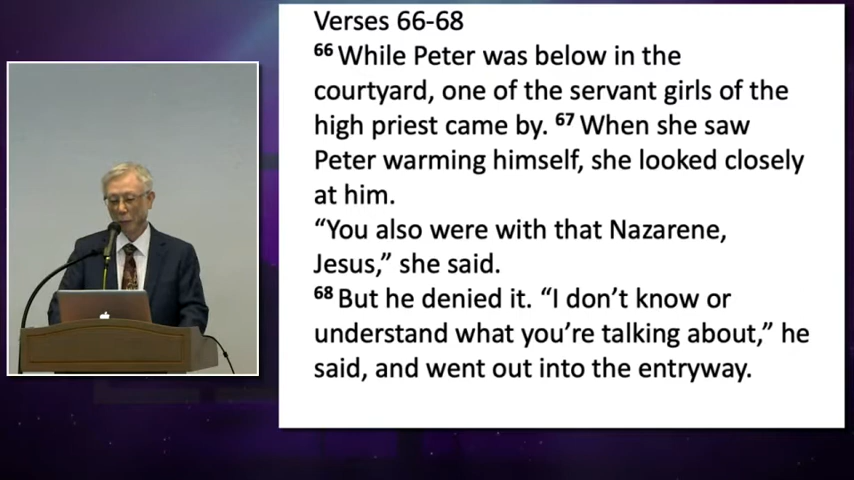 Verses 66-68
66 While Peter was below in the
courtyard, one of the servant girls of the
high priest came by. 67 When she saw
Peter warming himself, she looked closely
at him.
“You also were with that Nazarene,
Jesus,” she said.
68 But he denied it. “I don’t know or
understand what you’re talking about,” he
said, and went out into the entryway.